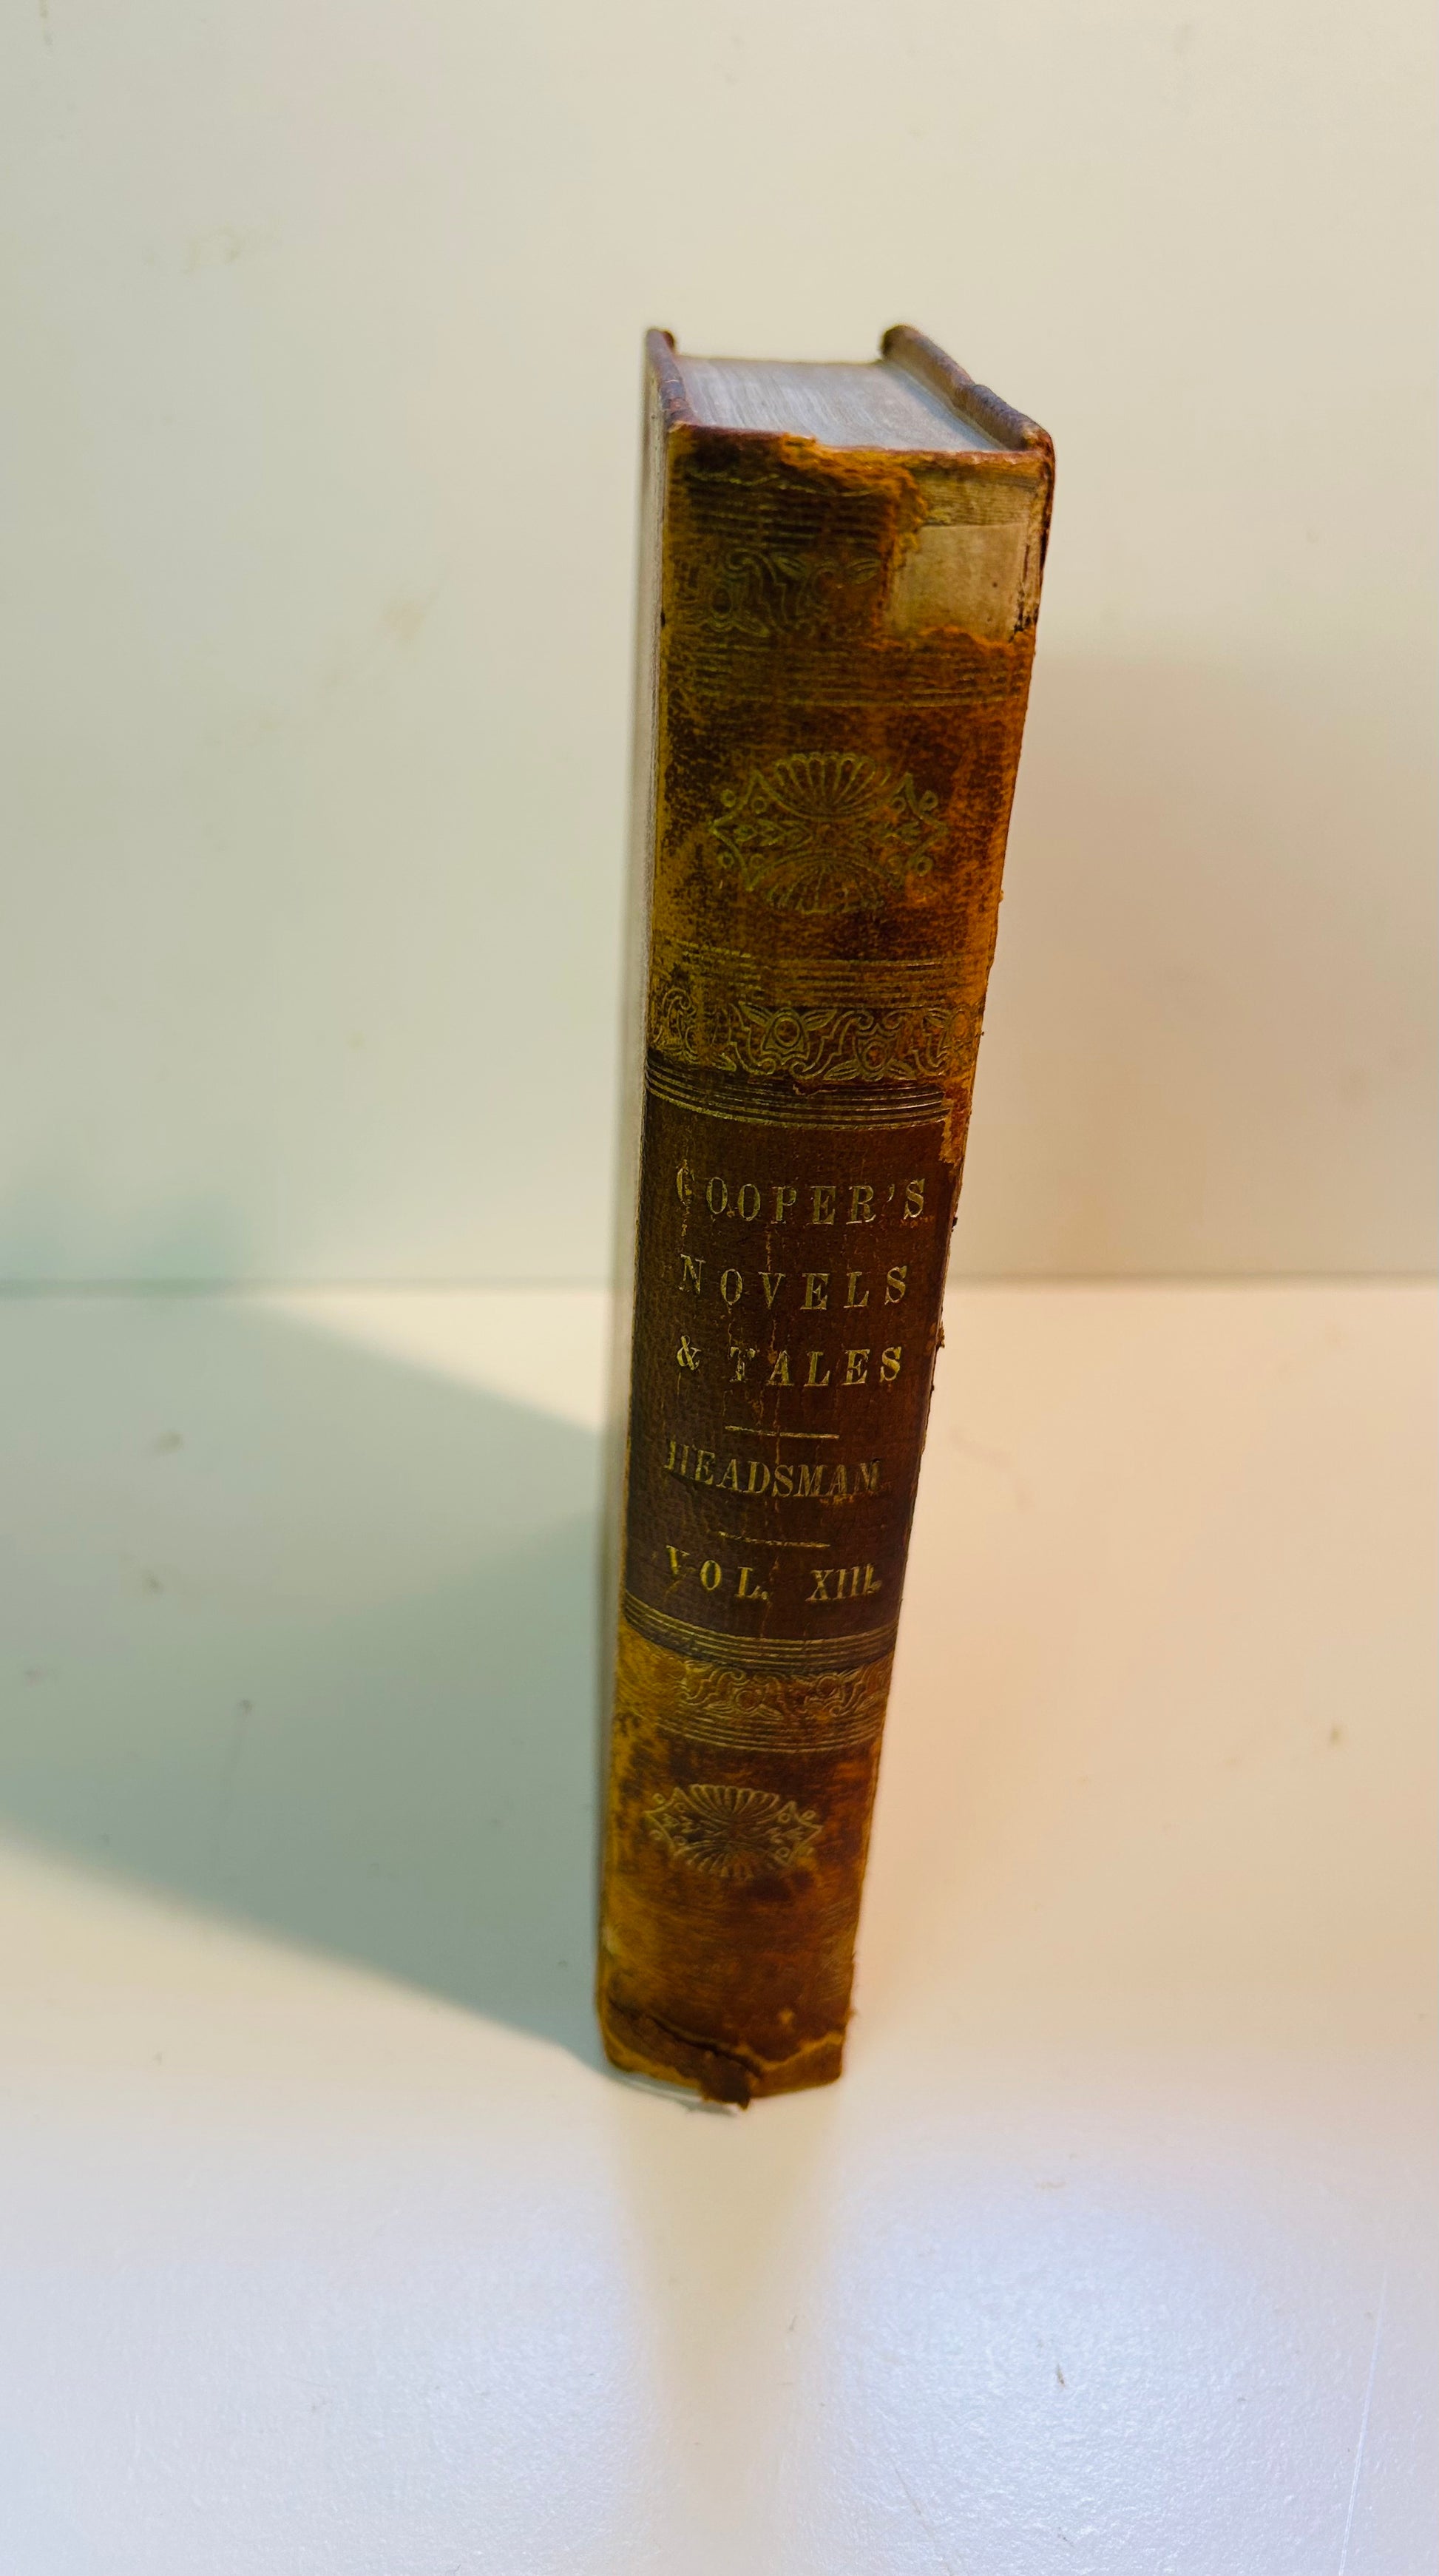 COOPER'S
NOVELS
& TALES
HEADSMAN
VOL. XIII.